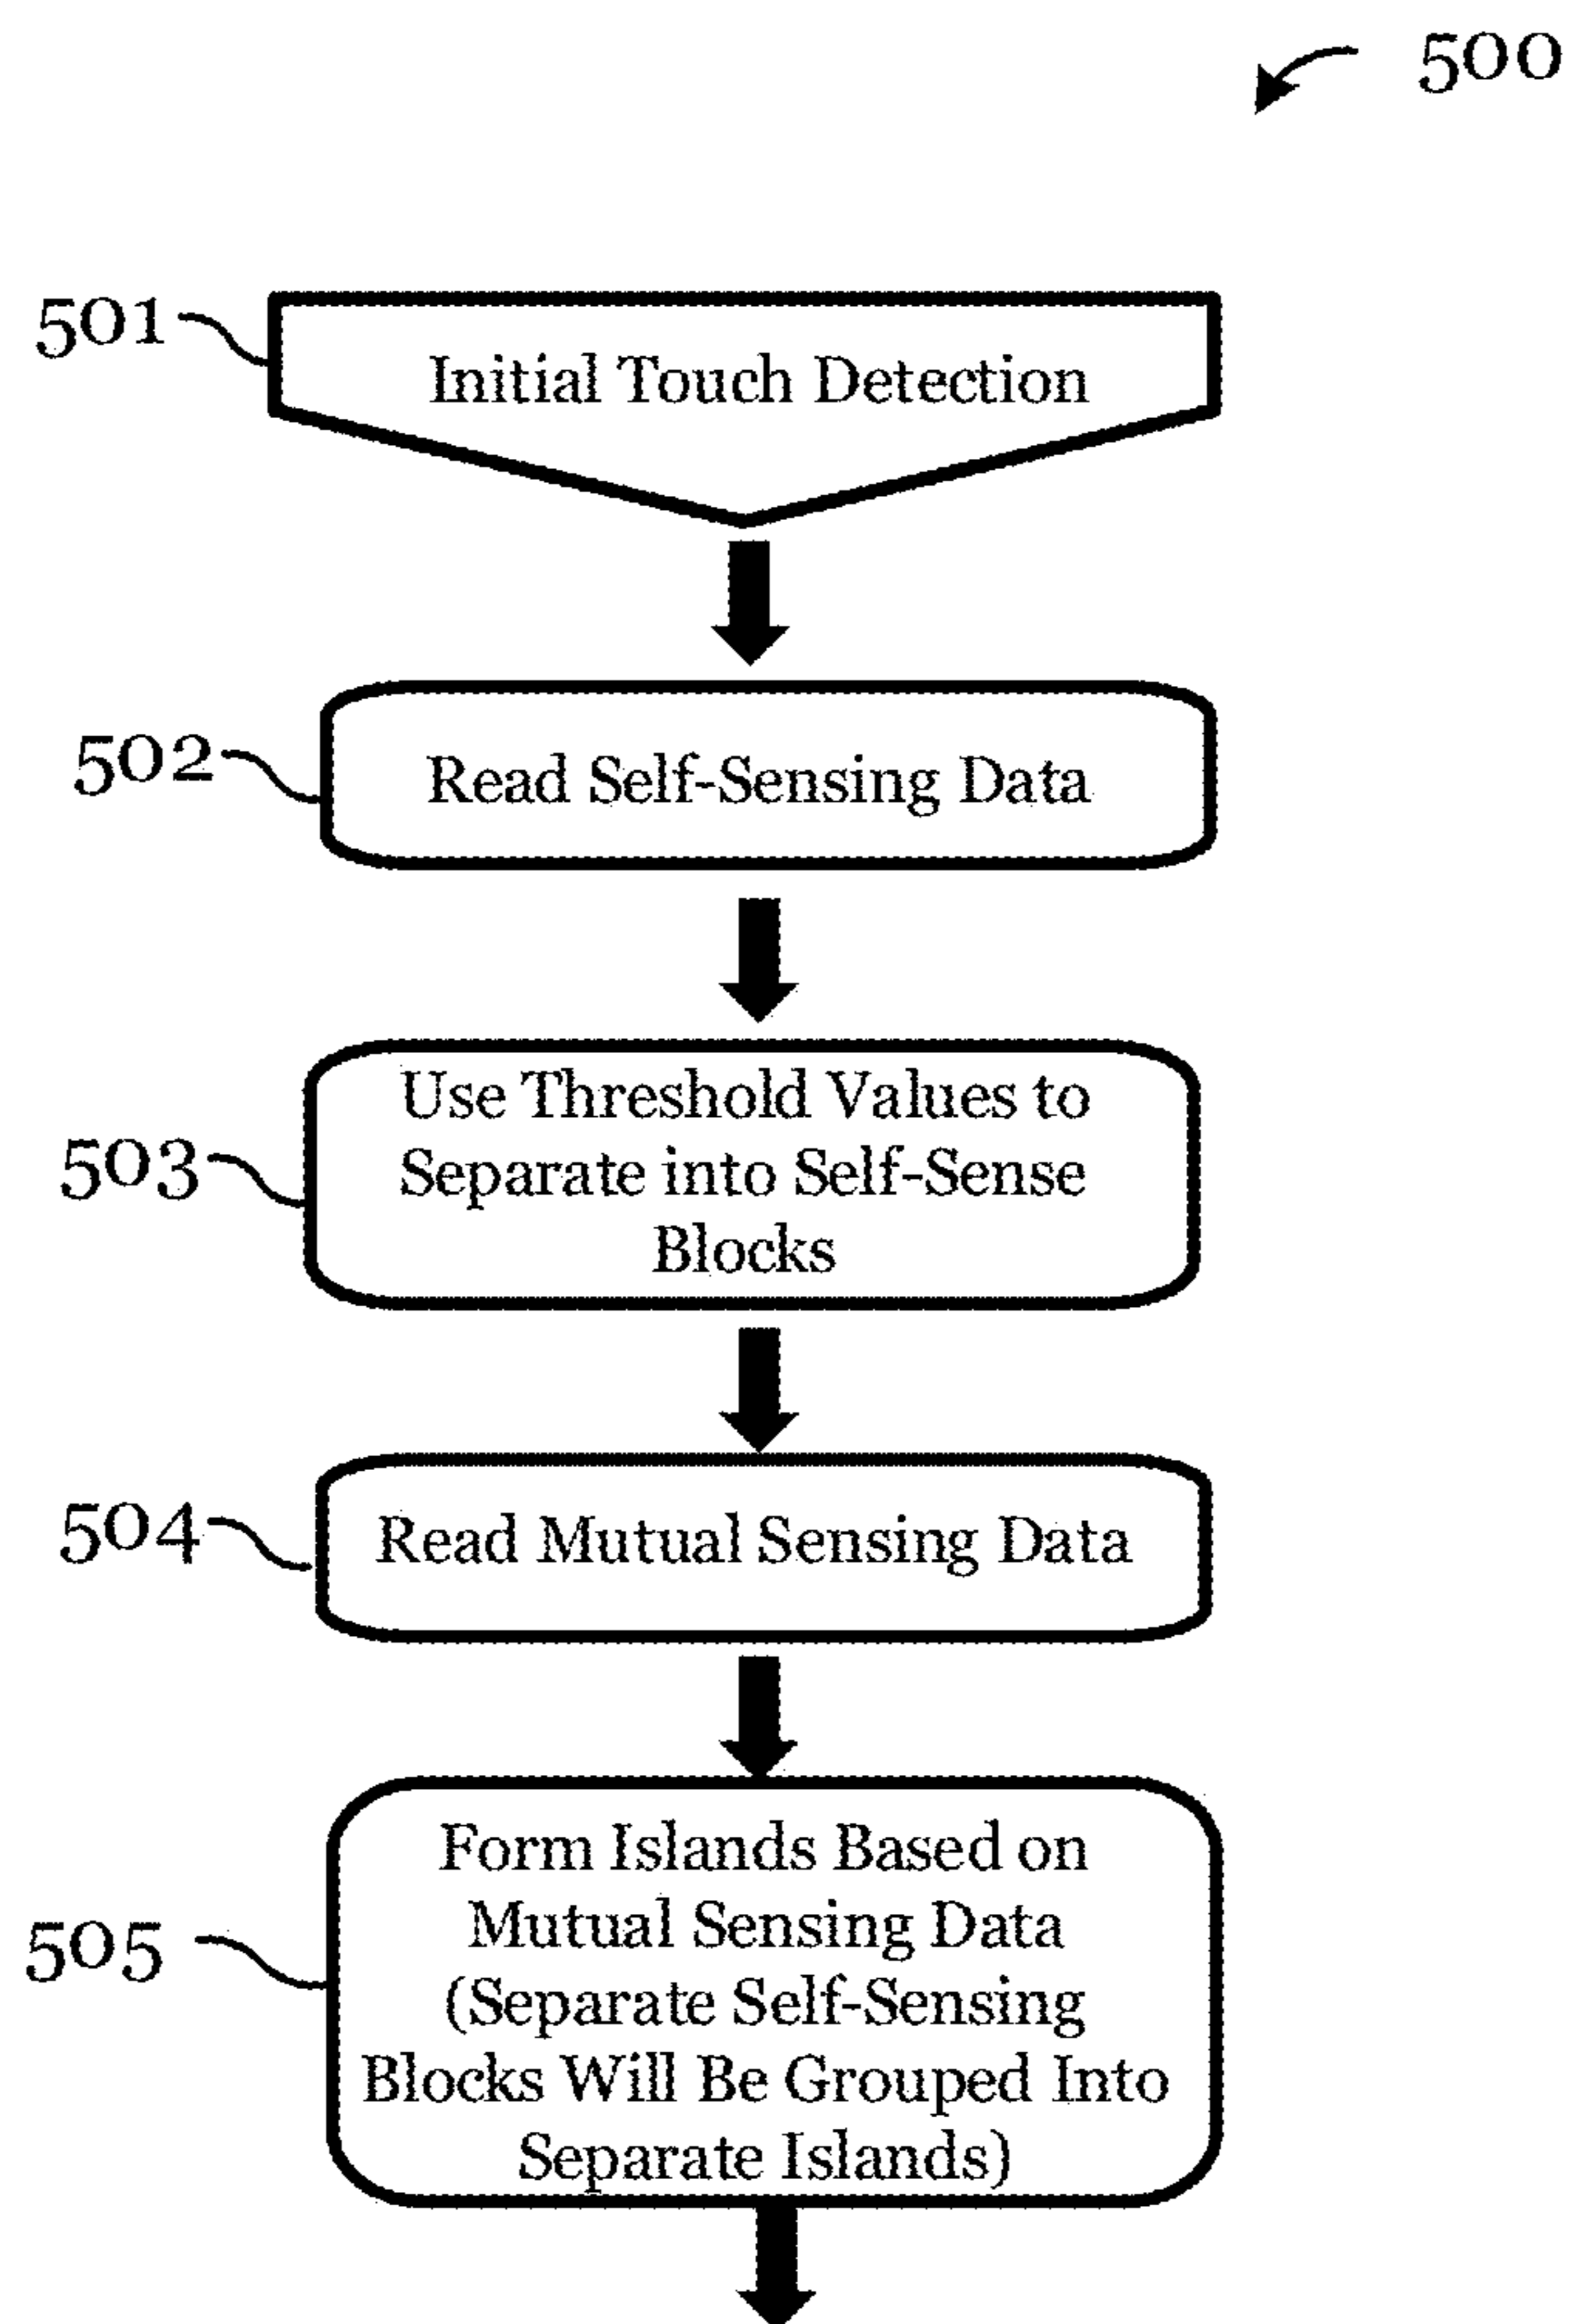 500
501
Initial Touch Detection
502
Read Self-Sensing Data
503
Use Threshold Values to
Separate into Self-Sense
Blocks
504
Read Mutual Sensing Data
505
Form Islands Based on
Mutual Sensing Data
(Separate Self-Sensing
Blocks Will Be Grouped Into
Separate Islands)